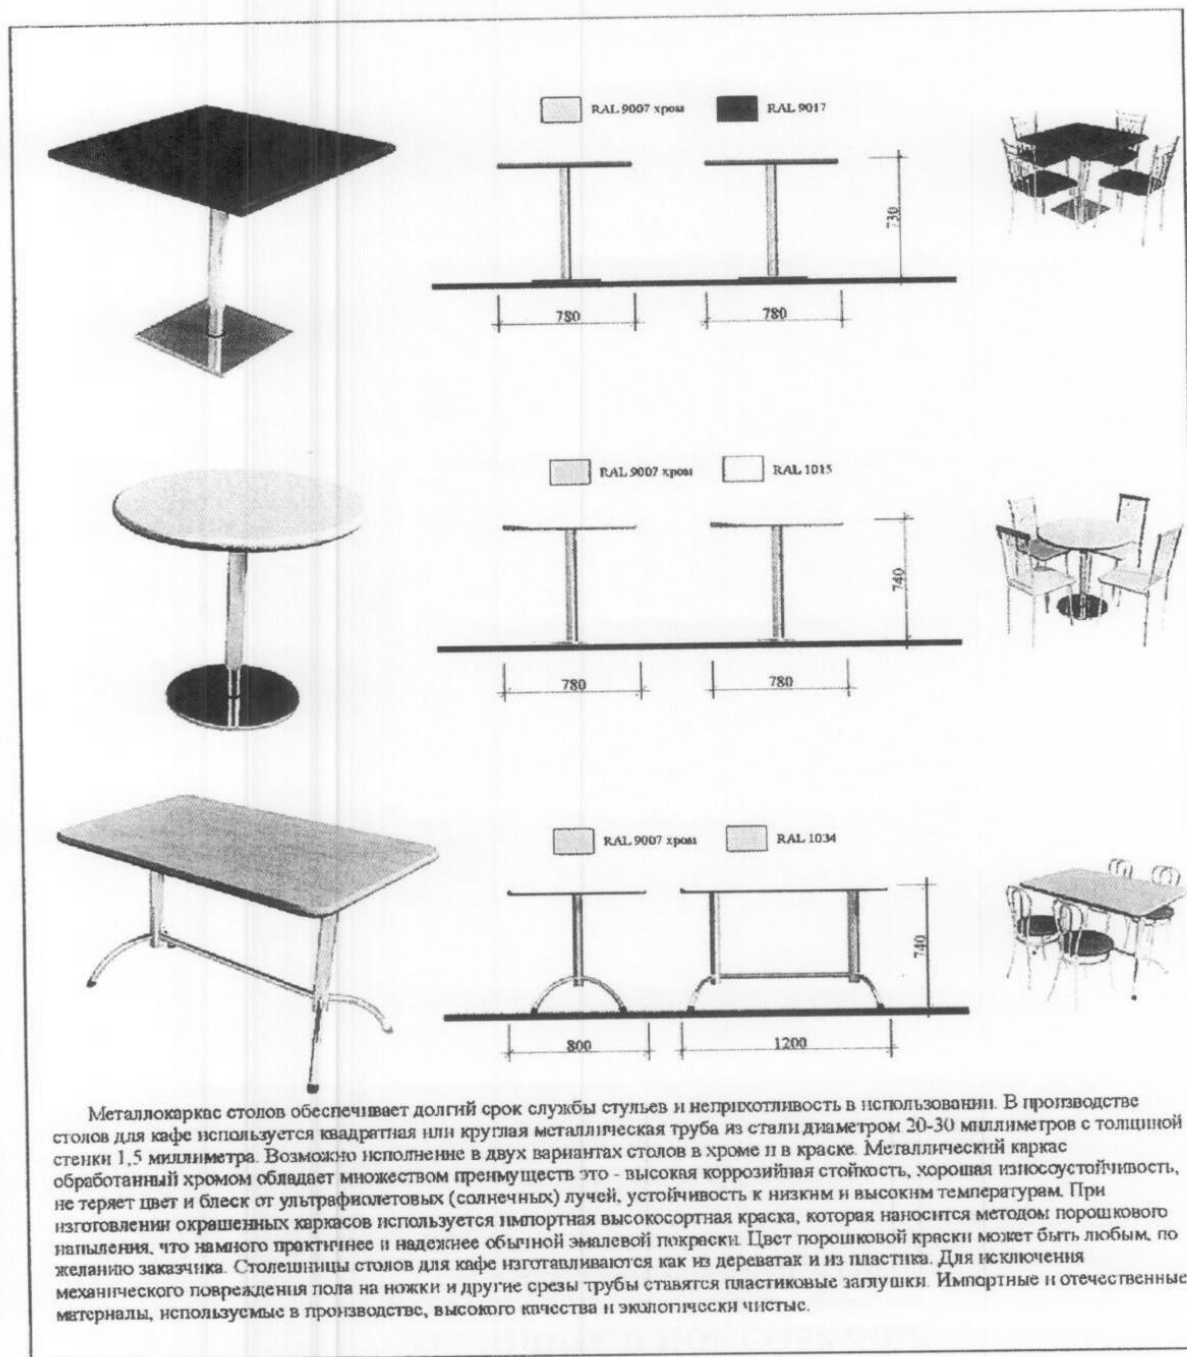 RAL 9007 хром RAL 9017
730
780 780
RAL 9007 хром RAL 1015
740
780 780
RAL 9007 хром RAL 1034
740
800 1200
Металлокаркас столов обеспечивает долгий срок службы стульев и неприхотливость в использовании. В производстве
столов для кафе используется квадратная или круглая металлическая труба из стали диаметром 20-30 миллиметров с толщиной
стенки 1,5 миллиметра. Возможно исполнение в двух вариантах столов в хроме и в краске. Металлический каркас
обработанный хромом обладает множеством преимуществ это - высокая коррозийная стойкость, хорошая износоустойчивость,
не теряет цвет и блеск от ультрафиолетовых (солнечных) лучей, устойчивость к низким и высоким температурам. При
изготовлении окрашенных каркасов используется импортная высокосортная краска, которая наносится методом порошкового
напыления, что намного практичнее и надежнее обычной эмалевой покраски. Цвет порошковой краски может быть любым, по
желанию заказчика. Столешницы столов для кафе изготавливаются как из дереватак и из пластика. Для исключения
механического повреждения пола на ножки и другие срезы трубы ставятся пластиковые заглушки. Импортные и отечественные
материалы, используемые в производстве, высокого качества и экологически чистые.